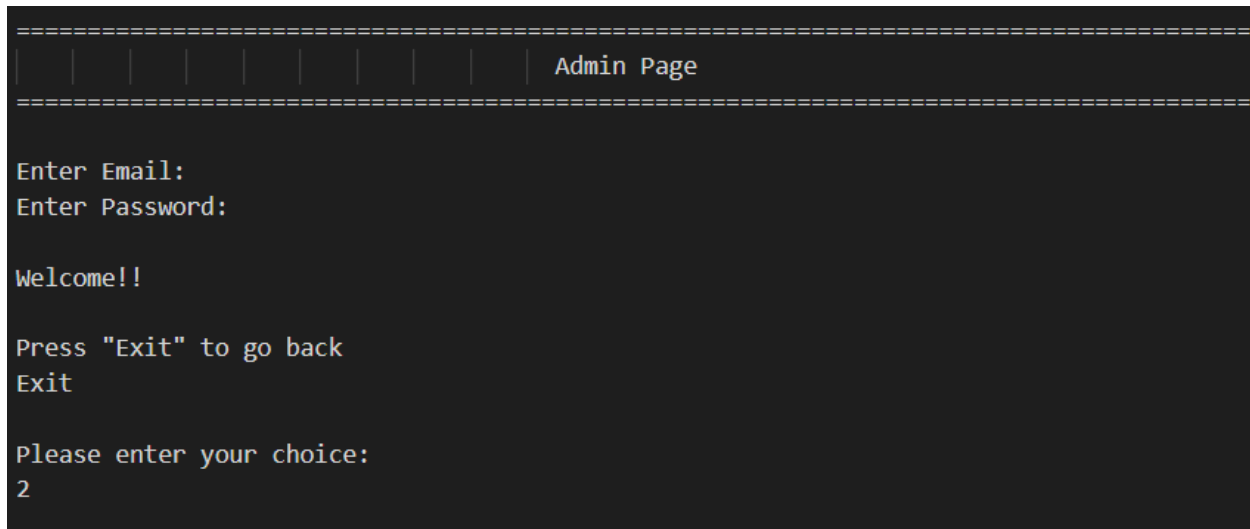 =======================================================================================
Admin Page
=======================================================================================
Enter Email:
Enter Password:
Welcome!!
Press "Exit" to go back
Exit
Please enter your choice:
2